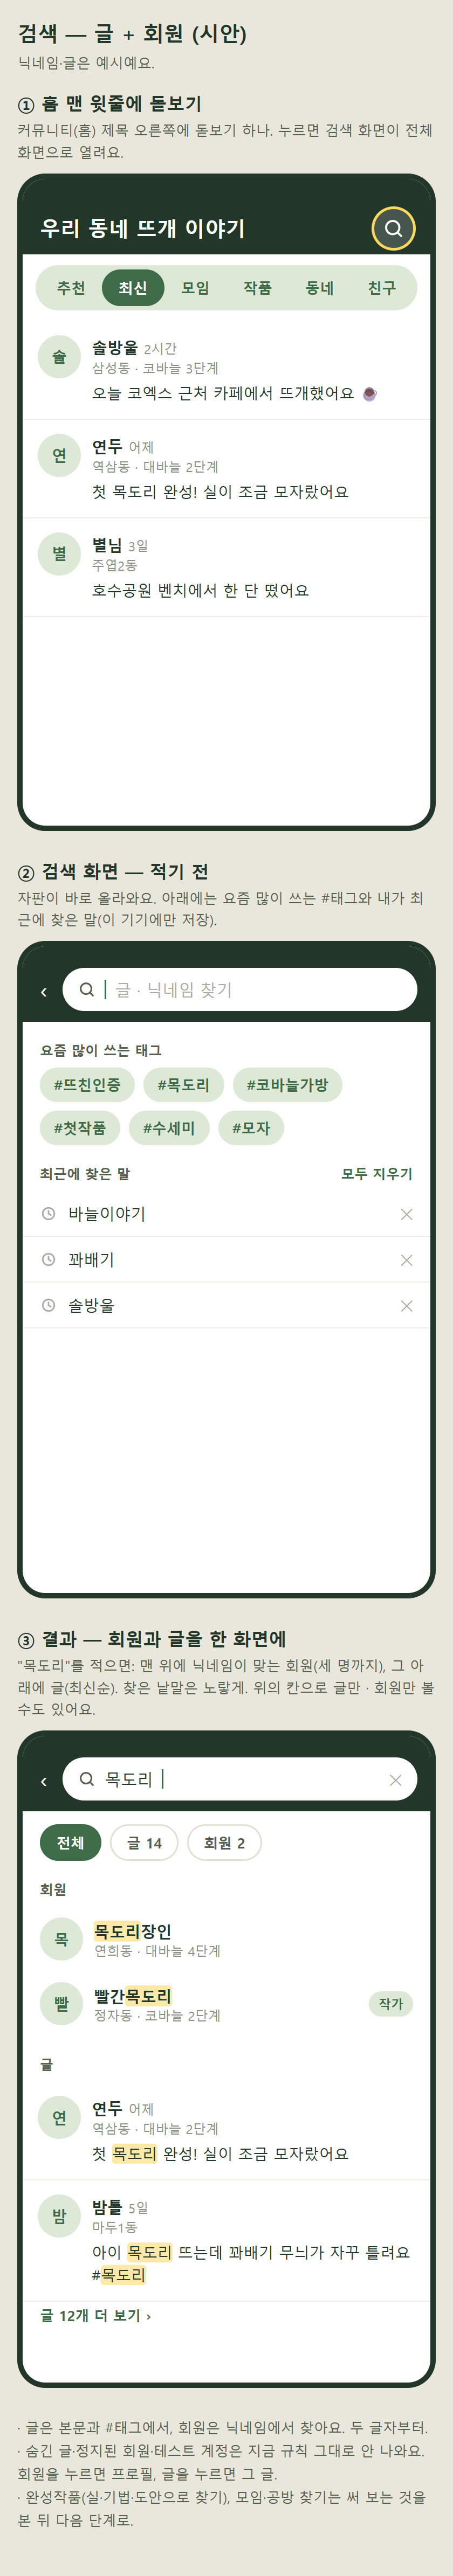 검색 — 글 + 회원 (시안)
닉네임·글은 예시예요.
① 홈 맨 윗줄에 돋보기
커뮤니티(홈) 제목 오른쪽에 돋보기 하나. 누르면 검색 화면이 전체
화면으로 열려요.
우리 동네 뜨개 이야기
추천 최신 모임 작품 동네 친구
솔
솔방울 2시간
삼성동 · 코바늘 3단계
오늘 코엑스 근처 카페에서 뜨개했어요 🧶
연
연두 어제
역삼동 · 대바늘 2단계
첫 목도리 완성! 실이 조금 모자랐어요
별
별님 3일
주엽2동
호수공원 벤치에서 한 단 떴어요
② 검색 화면 — 적기 전
자판이 바로 올라와요. 아래에는 요즘 많이 쓰는 #태그와 내가 최
근에 찾은 말(이 기기에만 저장).
‹ 글 · 닉네임 찾기
요즘 많이 쓰는 태그
#뜨친인증 #목도리 #코바늘가방
#첫작품 #수세미 #모자
최근에 찾은 말 모두 지우기
바늘이야기
꽈배기
솔방울
③ 결과 — 회원과 글을 한 화면에
"목도리"를 적으면: 맨 위에 닉네임이 맞는 회원(세 명까지), 그 아
래에 글(최신순). 찾은 낱말은 노랗게. 위의 칸으로 글만 · 회원만 볼
수도 있어요.
‹ 목도리
전체 글 14 회원 2
회원
목
목도리장인
연희동 · 대바늘 4단계
빨
빨간목도리
정자동 · 코바늘 2단계
작가
글
연
연두 어제
역삼동 · 대바늘 2단계
첫 목도리 완성! 실이 조금 모자랐어요
밤
밤톨 5일
마두1동
아이 목도리 뜨는데 꽈배기 무늬가 자꾸 틀려요
#목도리
글 12개 더 보기 ›
· 글은 본문과 #태그에서, 회원은 닉네임에서 찾아요. 두 글자부터.
· 숨긴 글·정지된 회원·테스트 계정은 지금 규칙 그대로 안 나와요.
회원을 누르면 프로필, 글을 누르면 그 글.
· 완성작품(실·기법·도안으로 찾기), 모임·공방 찾기는 써 보는 것을
본 뒤 다음 단계로.